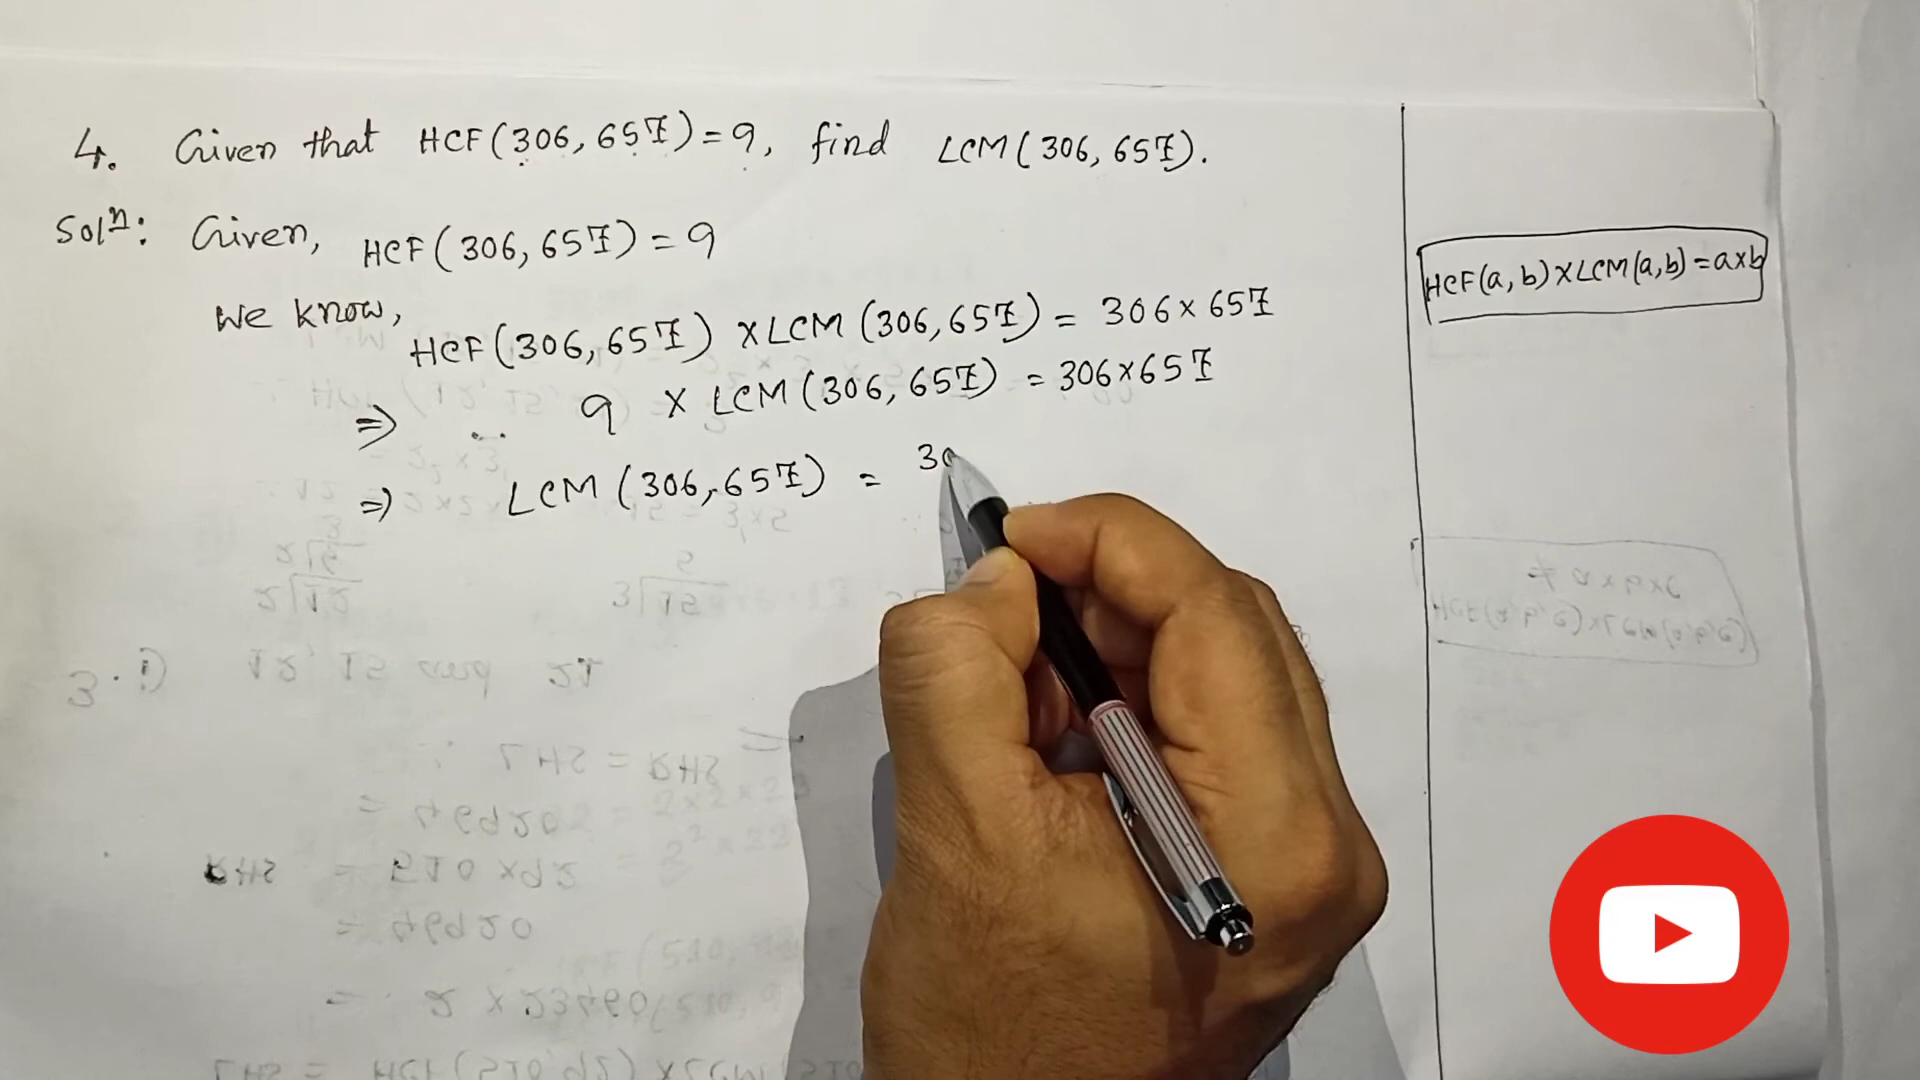 4. Given that HCF(306, 657) = 9, find LCM(306, 657).
Solⁿ: Given, HCF(306, 657) = 9
We know,
HCF(306, 657) × LCM(306, 657) = 306 × 657
⇒ 9 × LCM(306, 657) = 306 × 657
⇒ LCM(306, 657) = 30
HCF(a, b) × LCM(a, b) = a×b